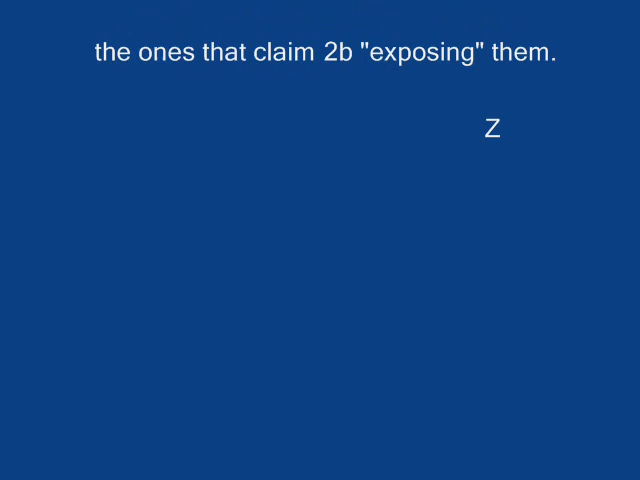 the ones that claim 2b "exposing" them.
Z